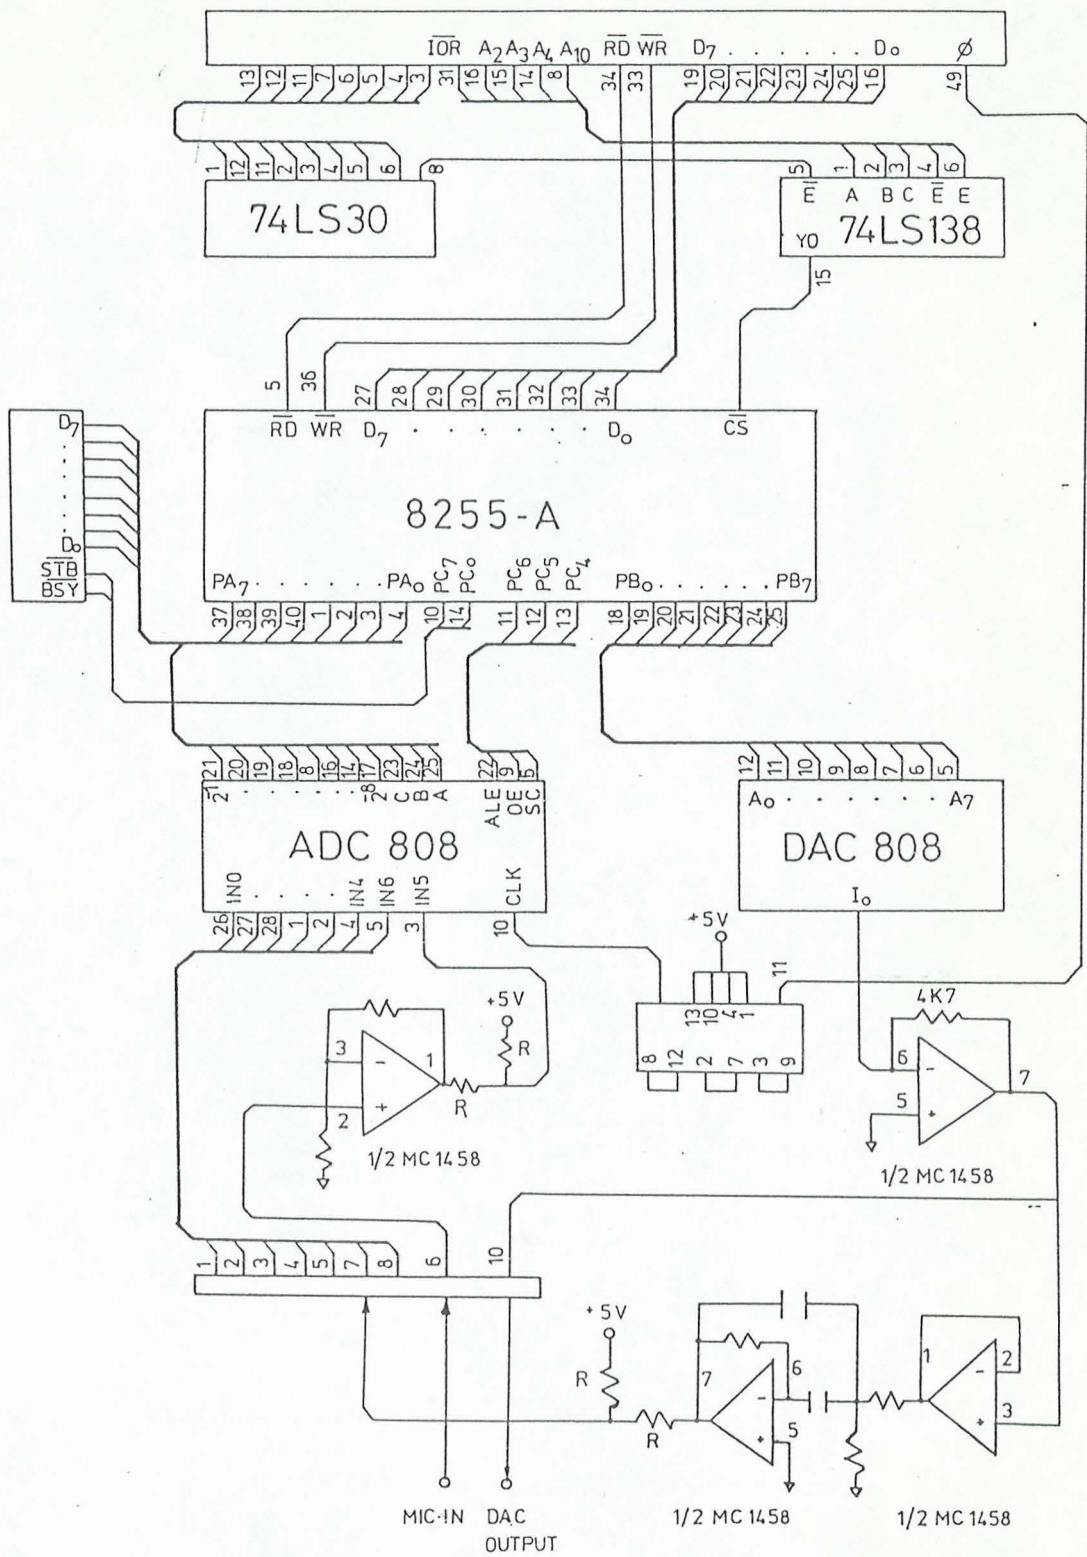 I̅O̅R̅ A2 A3 A4 A10 R̅D̅ W̅R̅ D7 . . . . . . D0 ϕ
13 12 11 7 6 5 4 3 31 16 15 14 8 34 33 19 20 21 22 23 24 25 16 49
1 12 11 2 3 4 5 6 8 5 1 2 3 4 6
74LS30
E̅ A B C E̅ E
Y0 74LS138
15
5 36 27 28 29 30 31 32 33 34
R̅D̅ W̅R̅ D7 . . . . . . D0 C̅S̅
8255-A
D7
.
.
.
.
.
.
D0
S̅T̅B̅
B̅S̅Y̅
PA7 . . . . . . PA0 PC7 PC0 PC6 PC5 PC4 PB0 . . . . . . PB7
37 38 39 40 1 2 3 4 10 14 11 12 13 18 19 20 21 22 23 24 25
21 20 19 18 8 16 14 17 23 24 25 22 9 6
2-1 . . . . . . 2-8 C B A ALE OE SC
ADC 808
IN0 . . . . IN4 IN6 IN5 CLK
26 27 28 1 2 4 5 3 10
12 11 10 9 8 7 6 5
A0 . . . . . . A7
DAC 808
I0
+5V
11
13 10 4 1
8 12 2 7 3 9
4K7
6
-
7
5
+
1/2 MC 1458
+5V
R
3
-
1
2
+
R
1/2 MC 1458
1 2 3 4 5 7 8 6 10
+5V
R
R
7
6
-
+
5
1/2 MC 1458
1
2
-
+
3
1/2 MC 1458
MIC-IN
DAC
OUTPUT